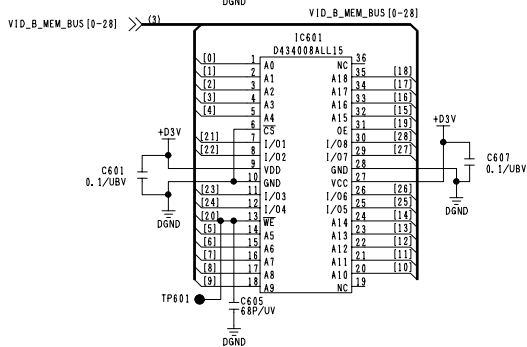 DGND
VID_B_MEM_BUS[0-28]
VID_B_MEM_BUS[0-28] (3)
IC601
D434008ALL15
[0] 1 A0 NC 36
[1] 2 A1 A18 35 [18]
[2] 3 A2 A17 34 [17]
[3] 4 A3 A16 33 [16]
[4] 5 A4 A15 32 [15]
6 CS OE 31 [19]
[21] 7 I/O1 I/O8 30 [28]
[22] 8 I/O2 I/O7 29 [27]
9 VDD GND 28
10 GND VCC 27
[23] 11 I/O3 I/O6 26 [26]
[24] 12 I/O4 I/O5 25 [25]
[20] 13 WE A14 24 [14]
[5] 14 A5 A13 23 [13]
[6] 15 A6 A12 22 [12]
[7] 16 A7 A11 21 [11]
[8] 17 A8 A10 20 [10]
[9] 18 A9 NC 19
+D3V
C601
0.1/UBV
DGND
+D3V
C607
0.1/UBV
DGND
TP601
C605
68P/UV
DGND